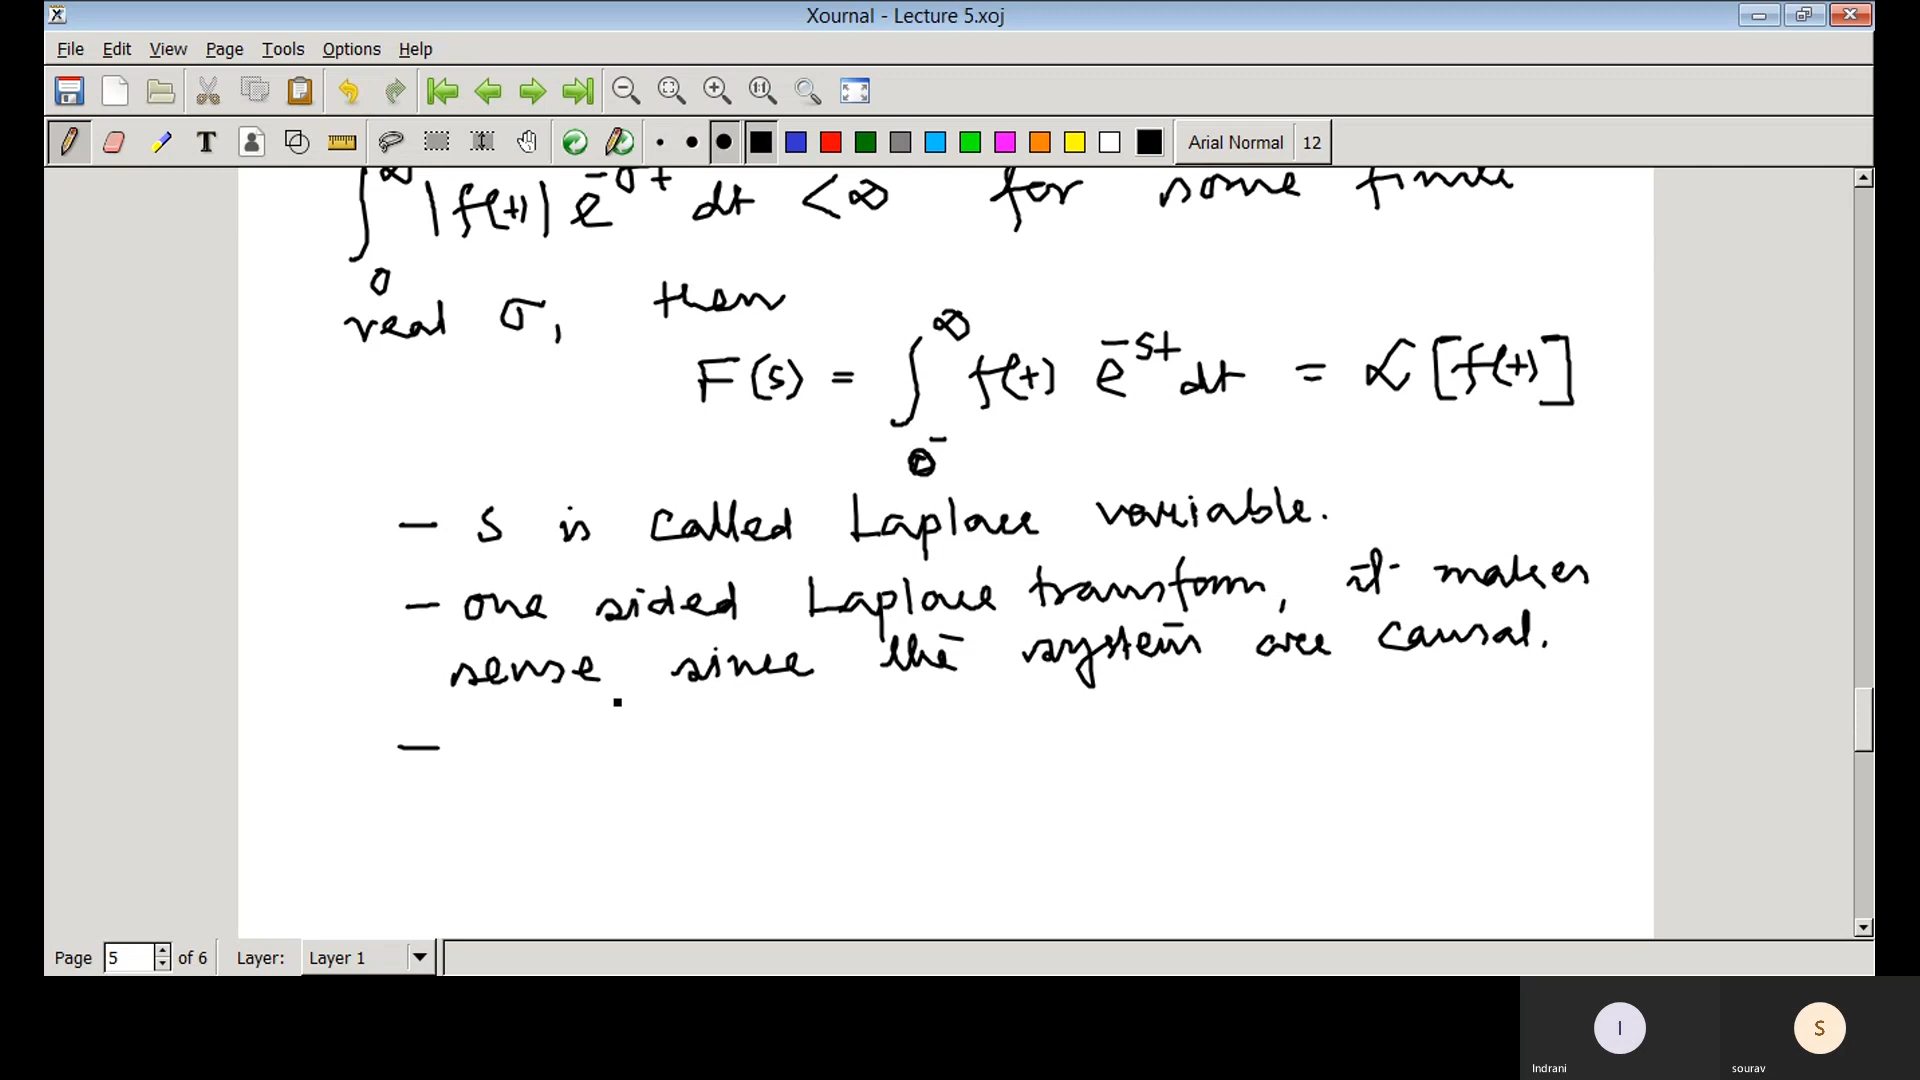 Xournal - Lecture 5.xoj
File Edit View Page Tools Options Help
Arial Normal 12
∫₀^∞ |f(t)| e^{-σt} dt < ∞ for some finite
real σ, then
F(s) = ∫_{0⁻}^∞ f(t) e^{-st} dt = ℒ [f(t)]
– s is called Laplace variable.
– one sided Laplace transform, it makes
sense since the system are causal.
–
Page 5 of 6 Layer: Layer 1
I S
Indrani sourav